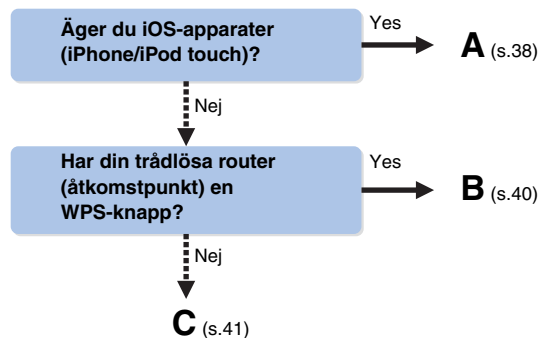 Äger du iOS-apparater
(iPhone/iPod touch)?
Yes
A (s.38)
Nej
Har din trådlösa router
(åtkomstpunkt) en
WPS-knapp?
Yes
B (s.40)
Nej
C (s.41)